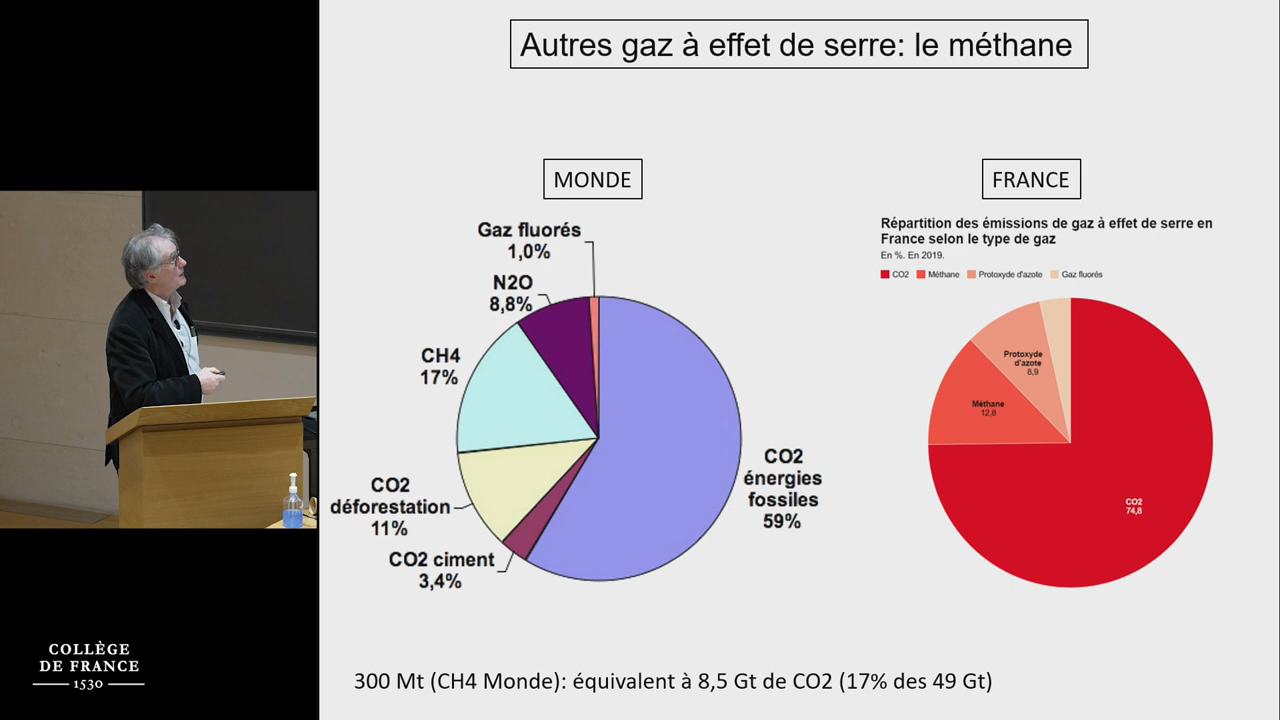 Autres gaz à effet de serre: le méthane
MONDE
FRANCE
Gaz fluorés
1,0%
N2O
8,8%
CH4
17%
CO2
déforestation
11%
CO2 ciment
3,4%
CO2
énergies
fossiles
59%
Répartition des émissions de gaz à effet de serre en
France selon le type de gaz
En %. En 2019.
CO2 Méthane Protoxyde d'azote Gaz fluorés
Protoxyde
d'azote
8,9
Méthane
12,8
CO2
74,8
300 Mt (CH4 Monde): équivalent à 8,5 Gt de CO2 (17% des 49 Gt)
COLLÈGE
DE FRANCE
1530